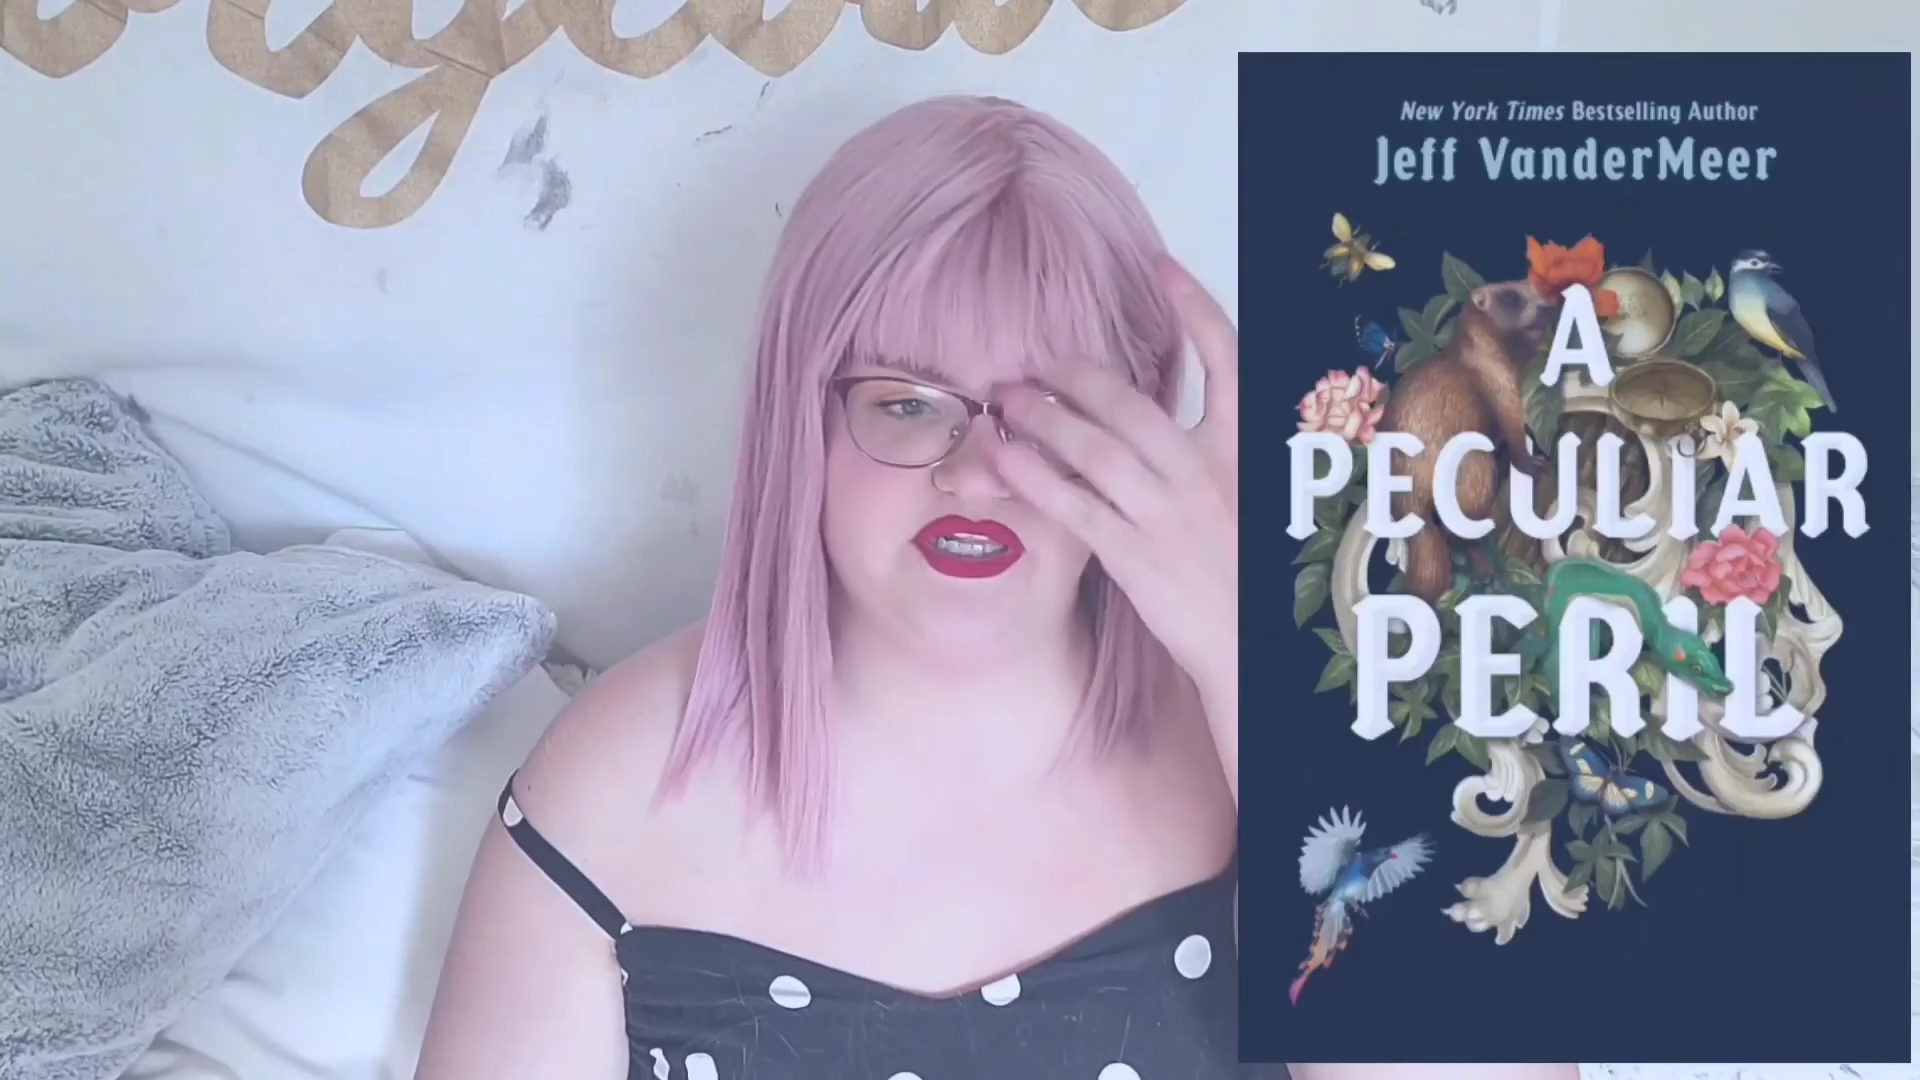 New York Times Bestselling Author
Jeff VanderMeer
A
PECULIAR
PERIL